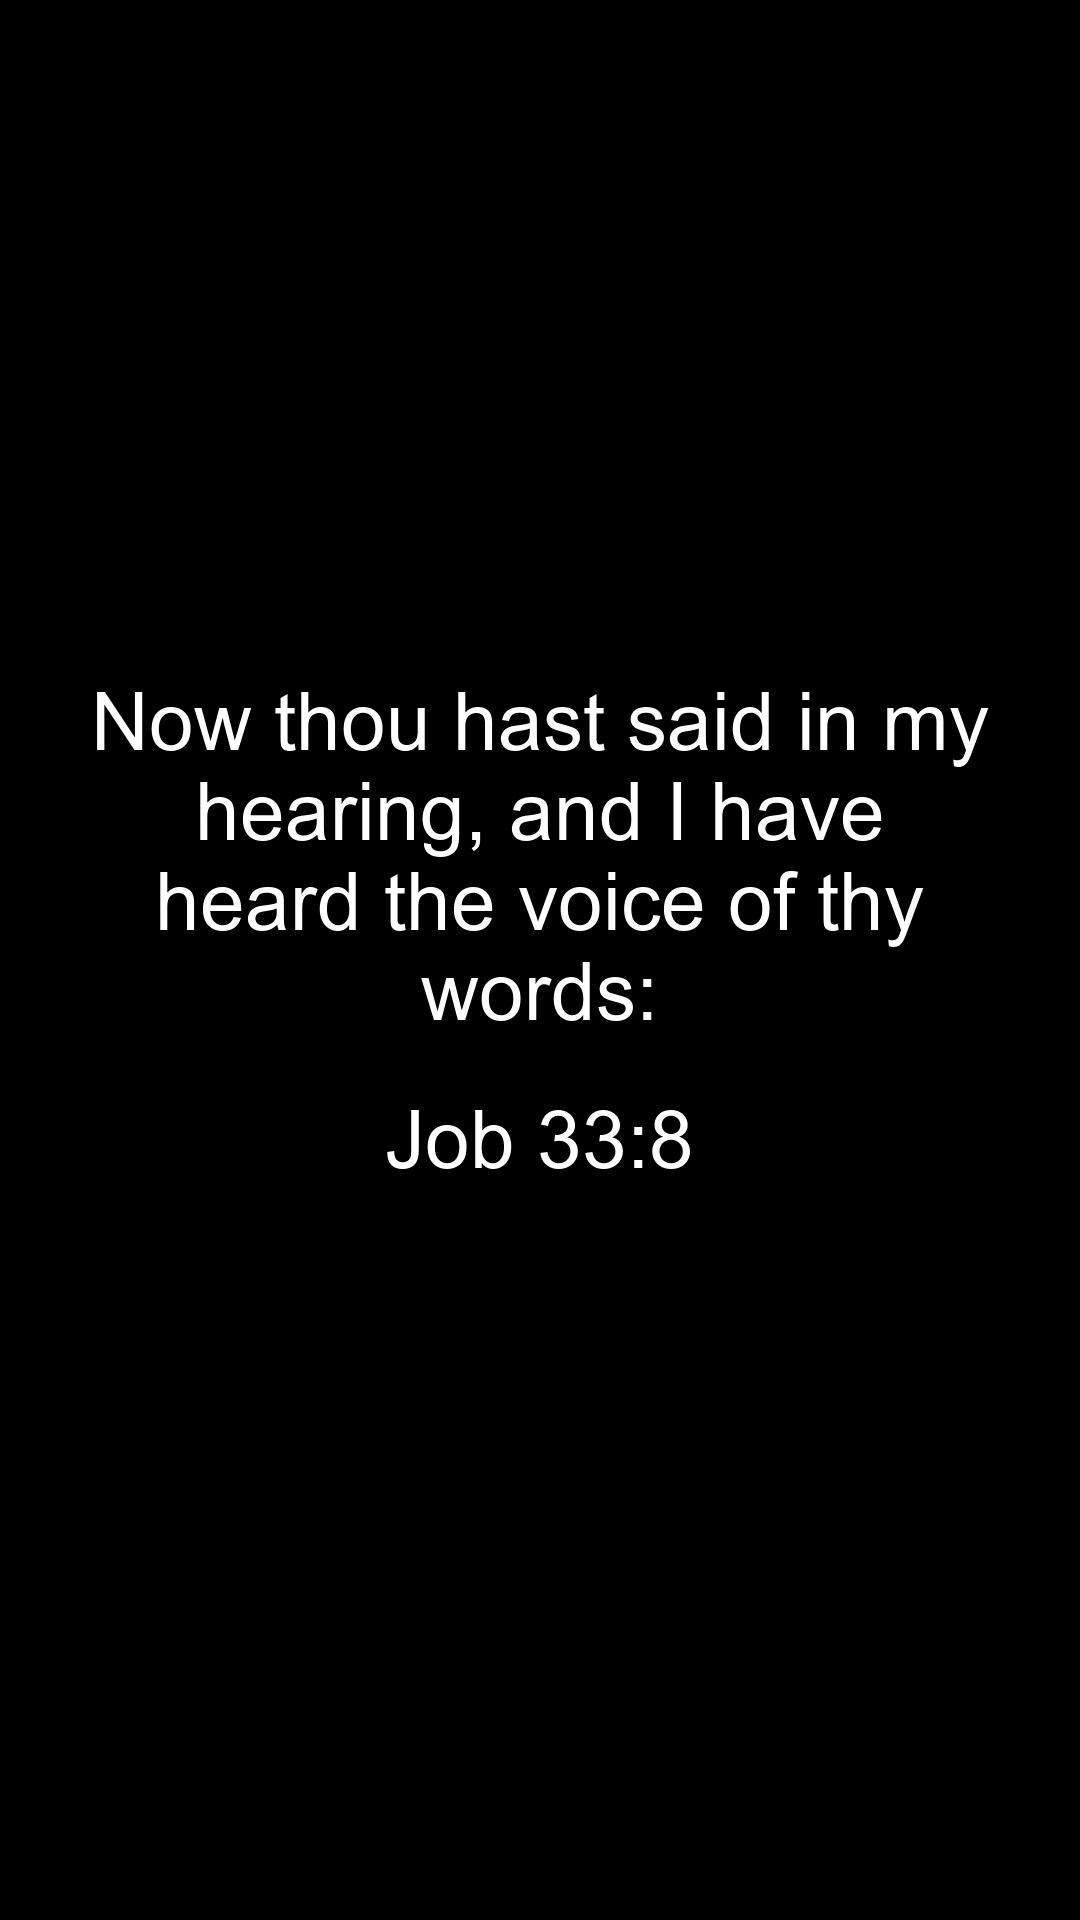 Now thou hast said in my
hearing, and I have
heard the voice of thy
words:
Job 33:8